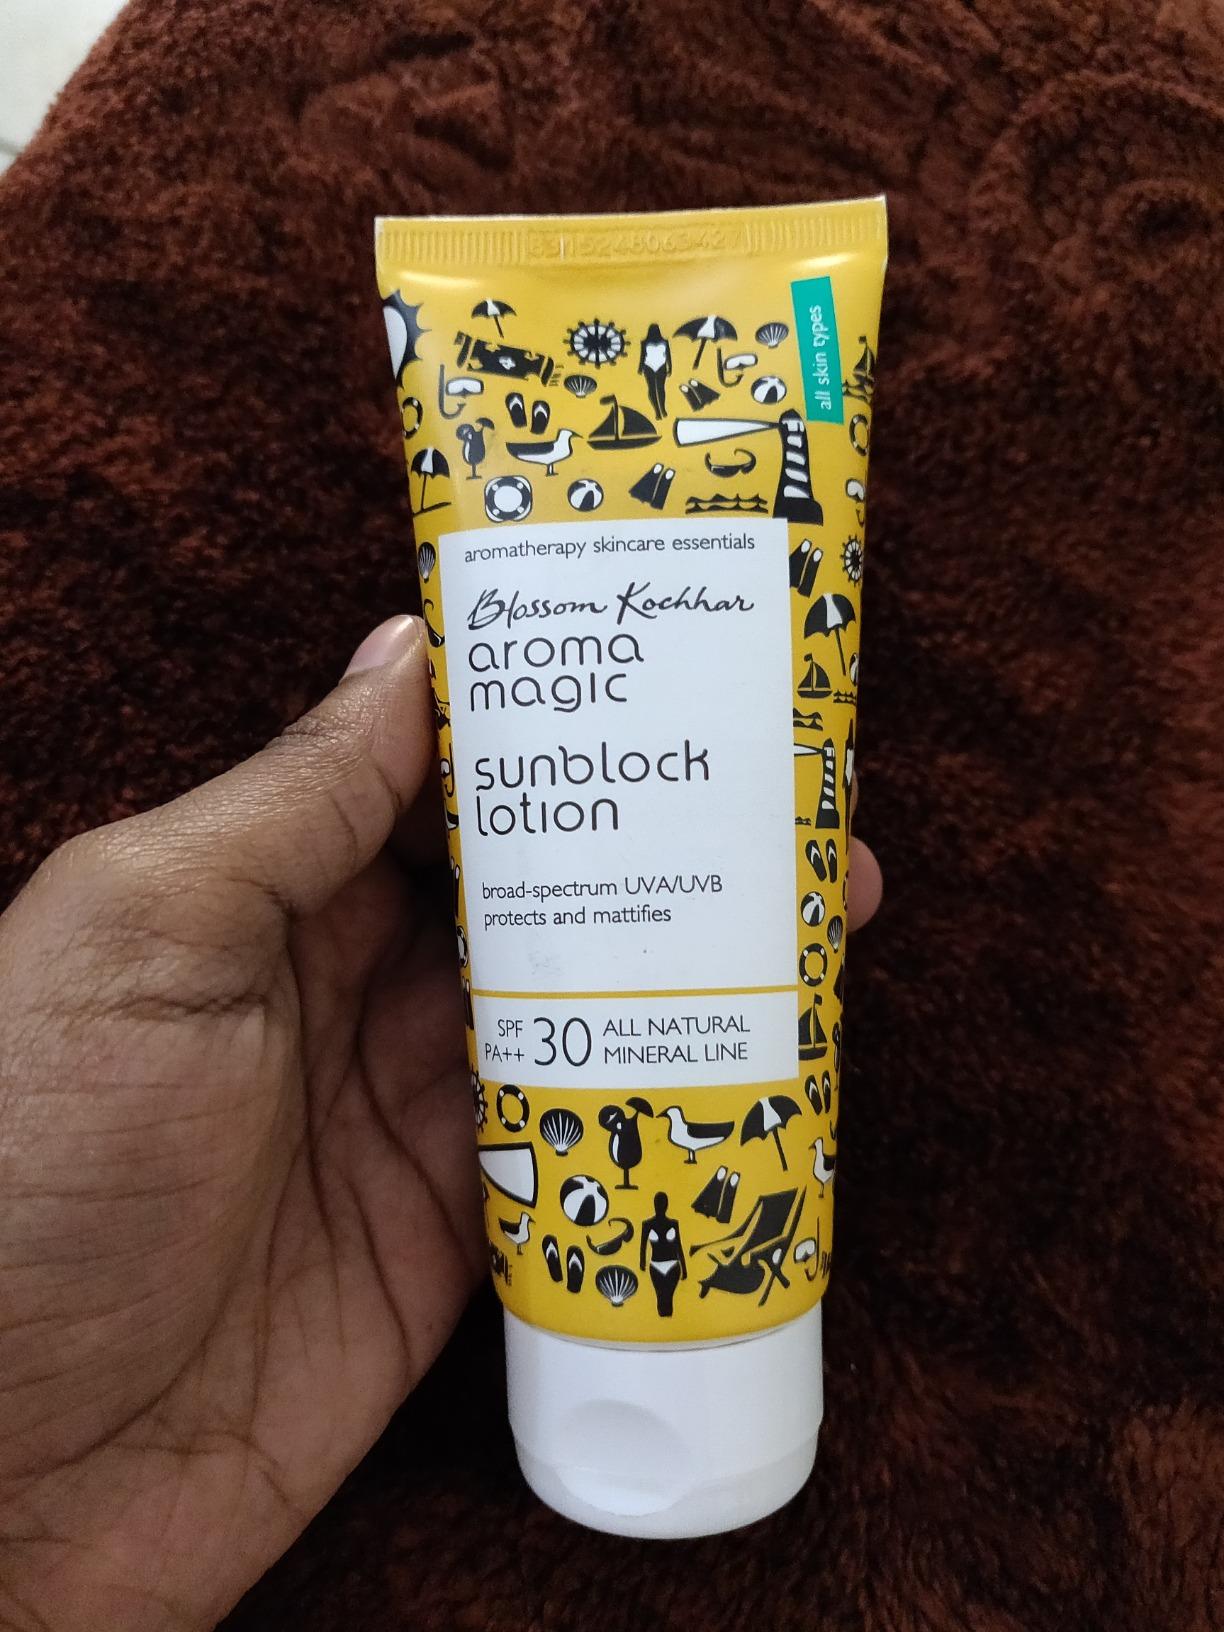 all skin types
aromatherapy skincare essentials
Blossom Kochhar
aroma
magic
sunblock
lotion
broad-spectrum UVA/UVB
protects and mattifies
SPF
PA++
30
ALL NATURAL
MINERAL LINE